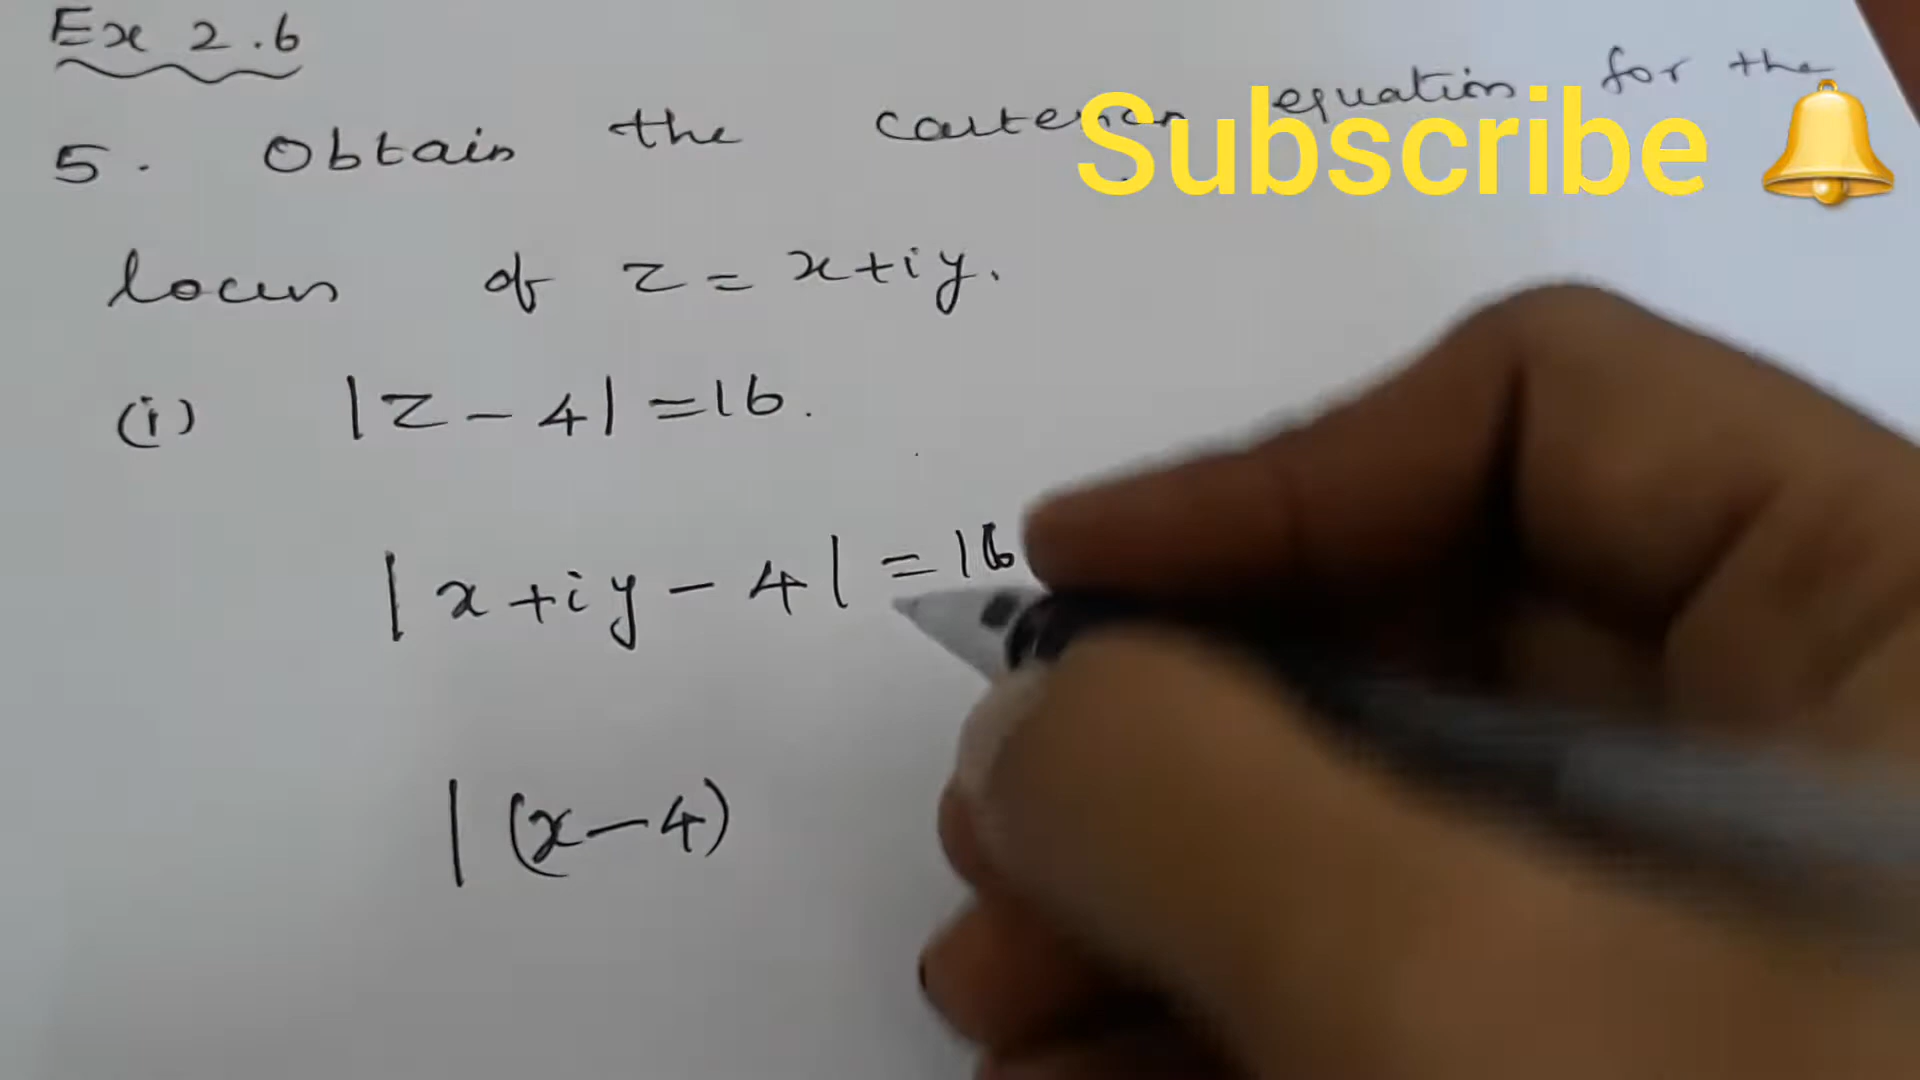 Ex 2.6
5. Obtain the cartesian equation for the
Subscribe
locus of z = x+iy.
(i) |z - 4| = 16.
|x+iy - 4| = 16
|(x-4)